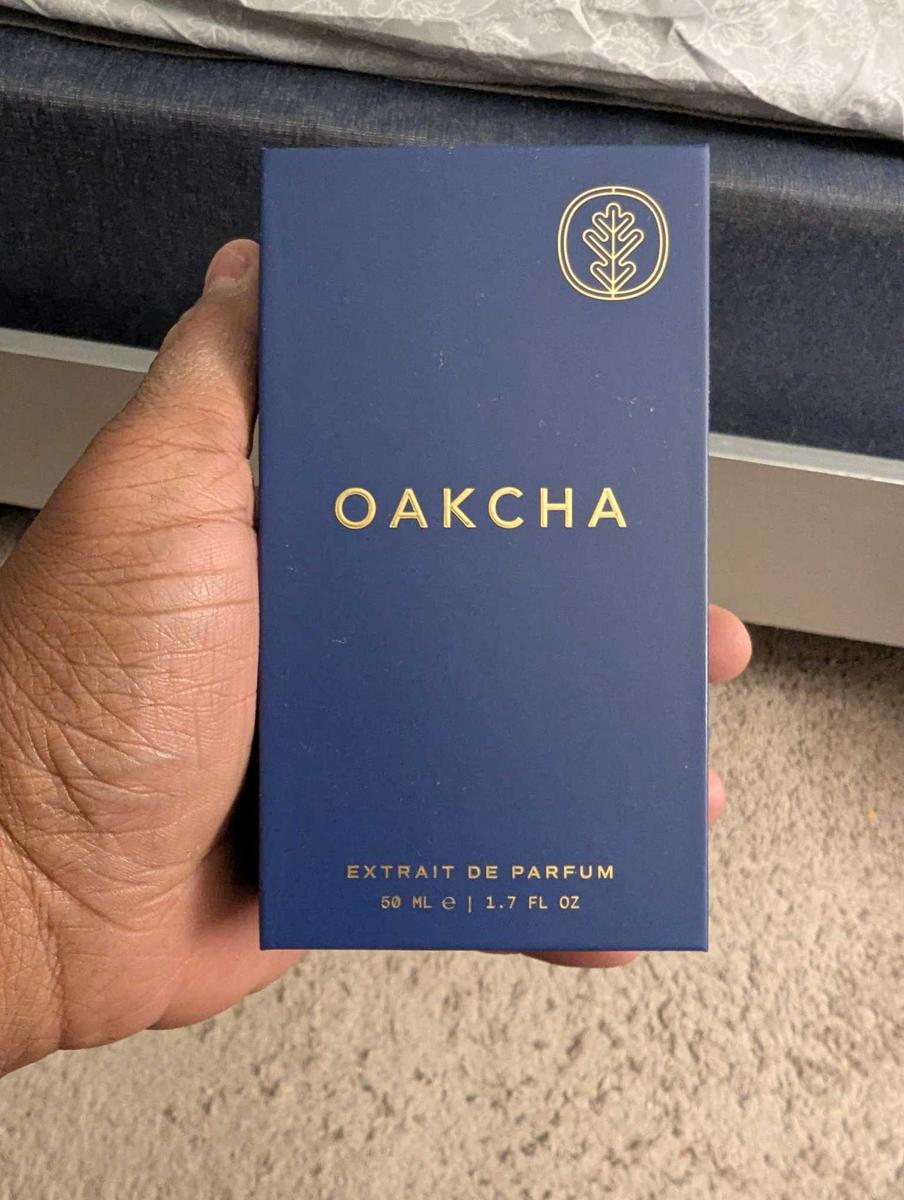 OAKCHA
EXTRAIT DE PARFUM
50 ML ℮ | 1.7 FL OZ